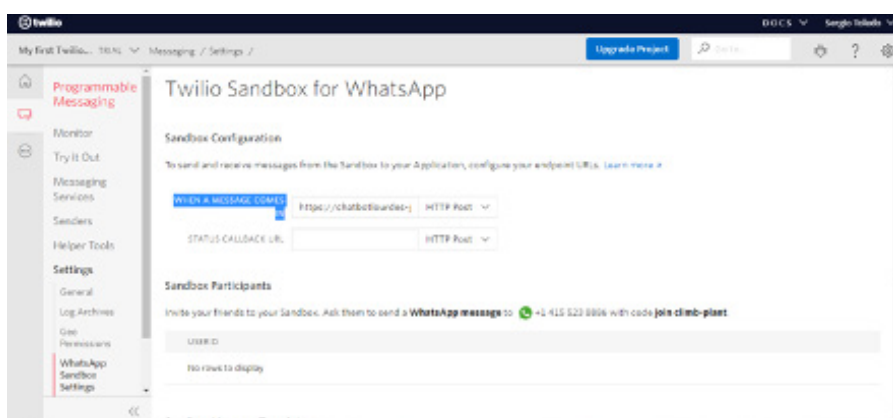 twilio
DOCS
Sergio Toledo
My first Twilio... TRIAL
Messaging / Settings /
Upgrade Project
Programmable
Messaging
Monitor
Try it Out
Messaging
Services
Senders
Helper Tools
Settings
General
Log Archives
Geo
Permissions
WhatsApp
Sandbox
Settings
Twilio Sandbox for WhatsApp
Sandbox Configuration
To send and receive messages from the Sandbox to your Application, configure your endpoint URLs. Learn more
WHEN A MESSAGE COMES
IN
HTTP Post
STATUS CALLBACK URL
HTTP Post
Sandbox Participants
Invite your friends to your Sandbox. Ask them to send a WhatsApp message to +1 415 523 8886 with code join climb-plant.
USERID
No rows to display